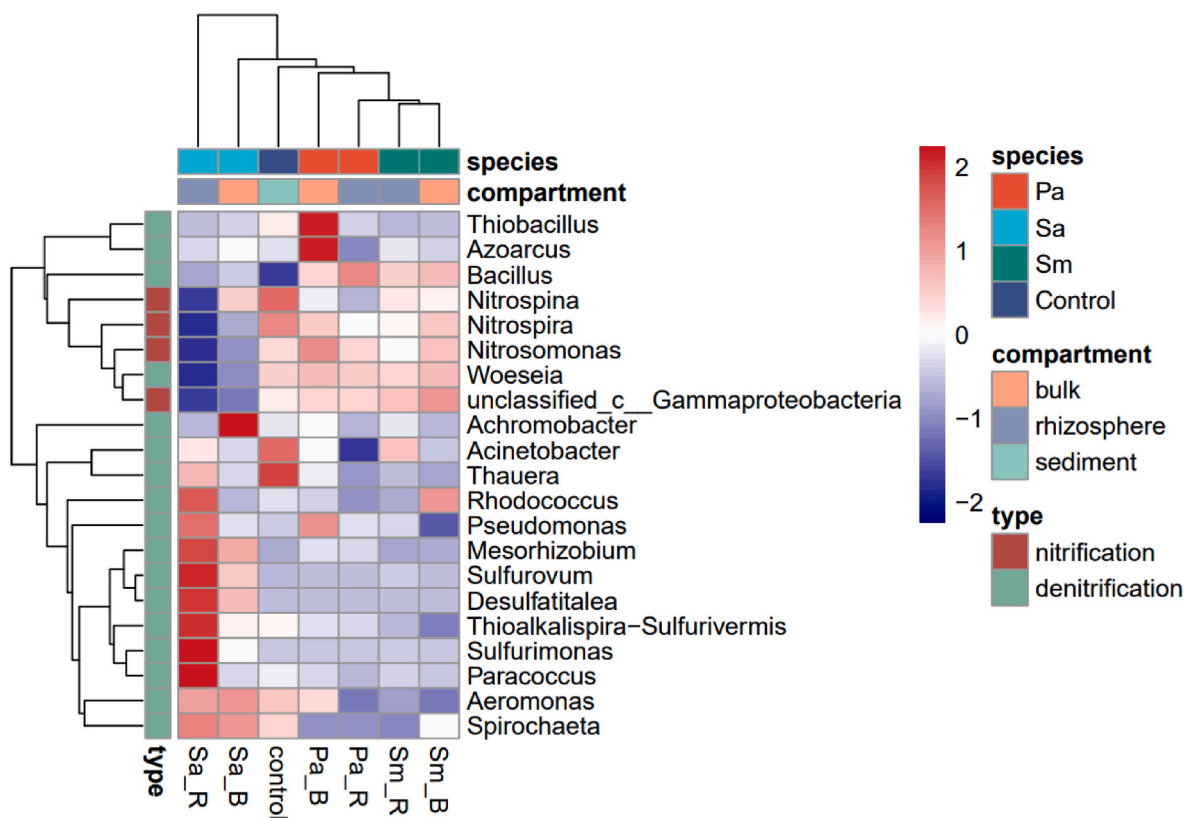 species
compartment
Thiobacillus
Azoarcus
Bacillus
Nitrospina
Nitrospira
Nitrosomonas
Woeseia
unclassified_c__Gammaproteobacteria
Achromobacter
Acinetobacter
Thauera
Rhodococcus
Pseudomonas
Mesorhizobium
Sulfurovum
Desulfatitalea
Thioalkalispira−Sulfurivermis
Sulfurimonas
Paracoccus
Aeromonas
Spirochaeta
type
Sa_R
Sa_B
control
Pa_B
Pa_R
Sm_R
Sm_B
2
1
0
−1
−2
species
Pa
Sa
Sm
Control
compartment
bulk
rhizosphere
sediment
type
nitrification
denitrification